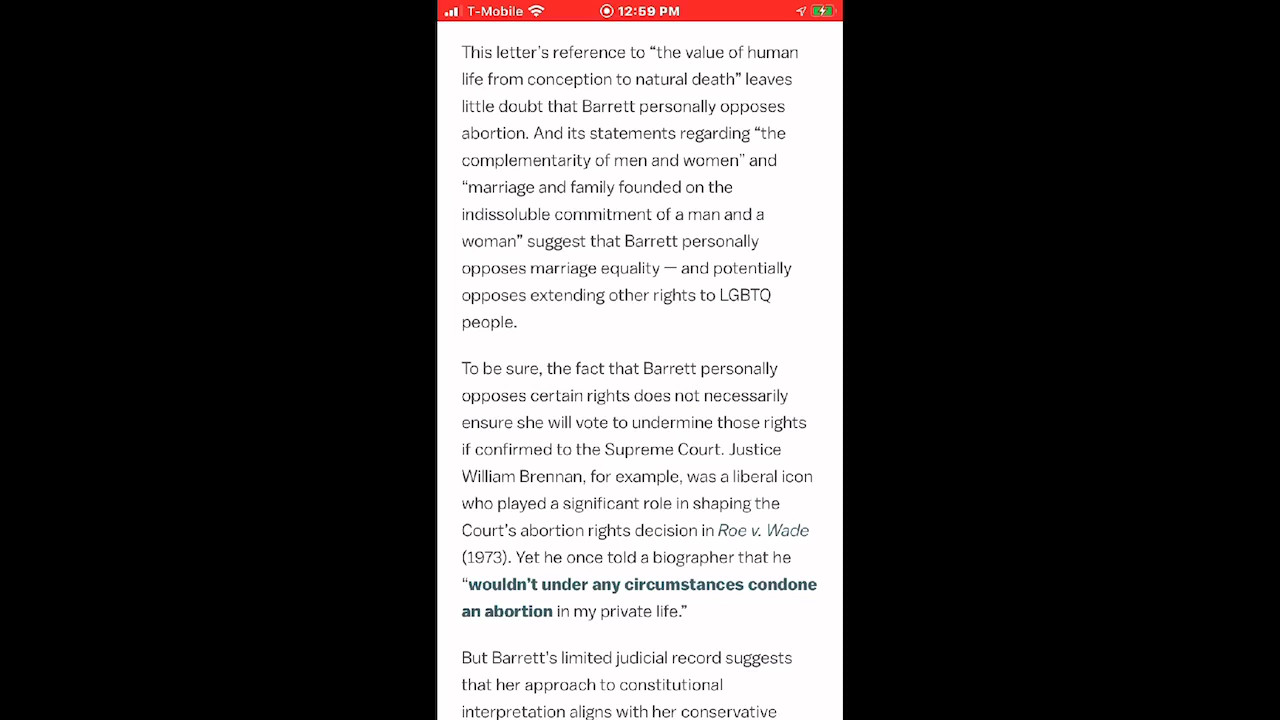 T-Mobile 12:59 PM
This letter’s reference to “the value of human
life from conception to natural death” leaves
little doubt that Barrett personally opposes
abortion. And its statements regarding “the
complementarity of men and women” and
“marriage and family founded on the
indissoluble commitment of a man and a
woman” suggest that Barrett personally
opposes marriage equality — and potentially
opposes extending other rights to LGBTQ
people.
To be sure, the fact that Barrett personally
opposes certain rights does not necessarily
ensure she will vote to undermine those rights
if confirmed to the Supreme Court. Justice
William Brennan, for example, was a liberal icon
who played a significant role in shaping the
Court’s abortion rights decision in Roe v. Wade
(1973). Yet he once told a biographer that he
“wouldn’t under any circumstances condone
an abortion in my private life.”
But Barrett’s limited judicial record suggests
that her approach to constitutional
interpretation aligns with her conservative